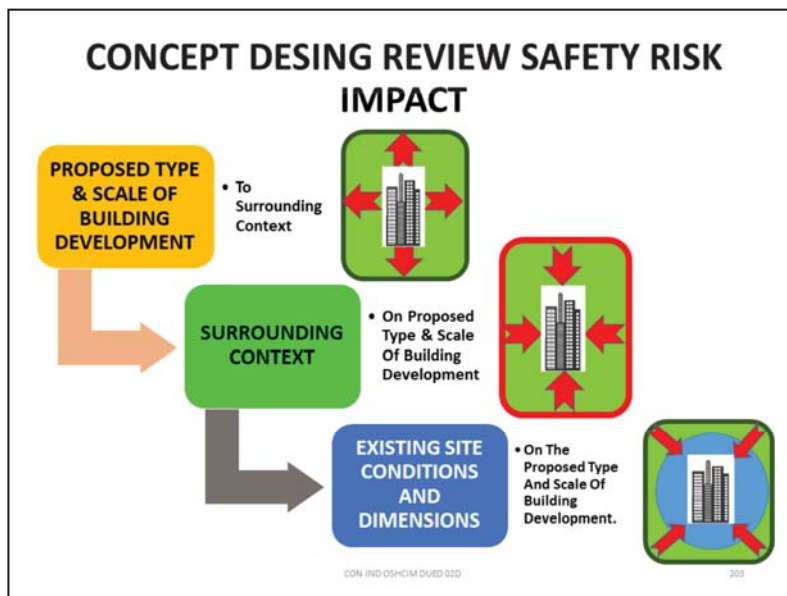 CONCEPT DESING REVIEW SAFETY RISK
IMPACT
PROPOSED TYPE
& SCALE OF
BUILDING
DEVELOPMENT
• To
Surrounding
Context
SURROUNDING
CONTEXT
• On Proposed
Type & Scale
Of Building
Development
EXISTING SITE
CONDITIONS
AND
DIMENSIONS
• On The
Proposed Type
And Scale Of
Building
Development.
CON IND OSHCIM DUED 02D
203